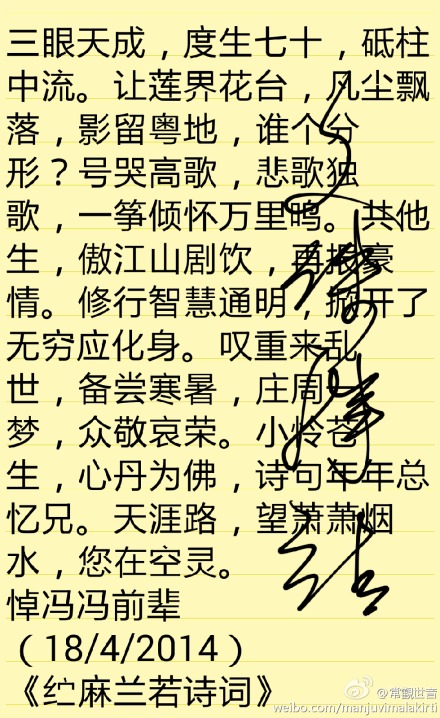 三眼天成，度生七十，砥柱
中流。让莲界花台，凡尘飘
落，影留粤地，谁个分
形？号哭高歌，悲歌独
歌，一筝倾怀万里鸣。共他
生，傲江山剧饮，再报豪
情。修行智慧通明，掀开了
无穷应化身。叹重来乱
世，备尝寒暑，庄周一
梦，众敬哀荣。小怜苍
生，心丹为佛，诗句年年总
忆兄。天涯路，望萧萧烟
水，您在空灵。
悼冯冯前辈
（18/4/2014）
《纻麻兰若诗词》
常觀世音
weibo.com/manjuvimalakirti